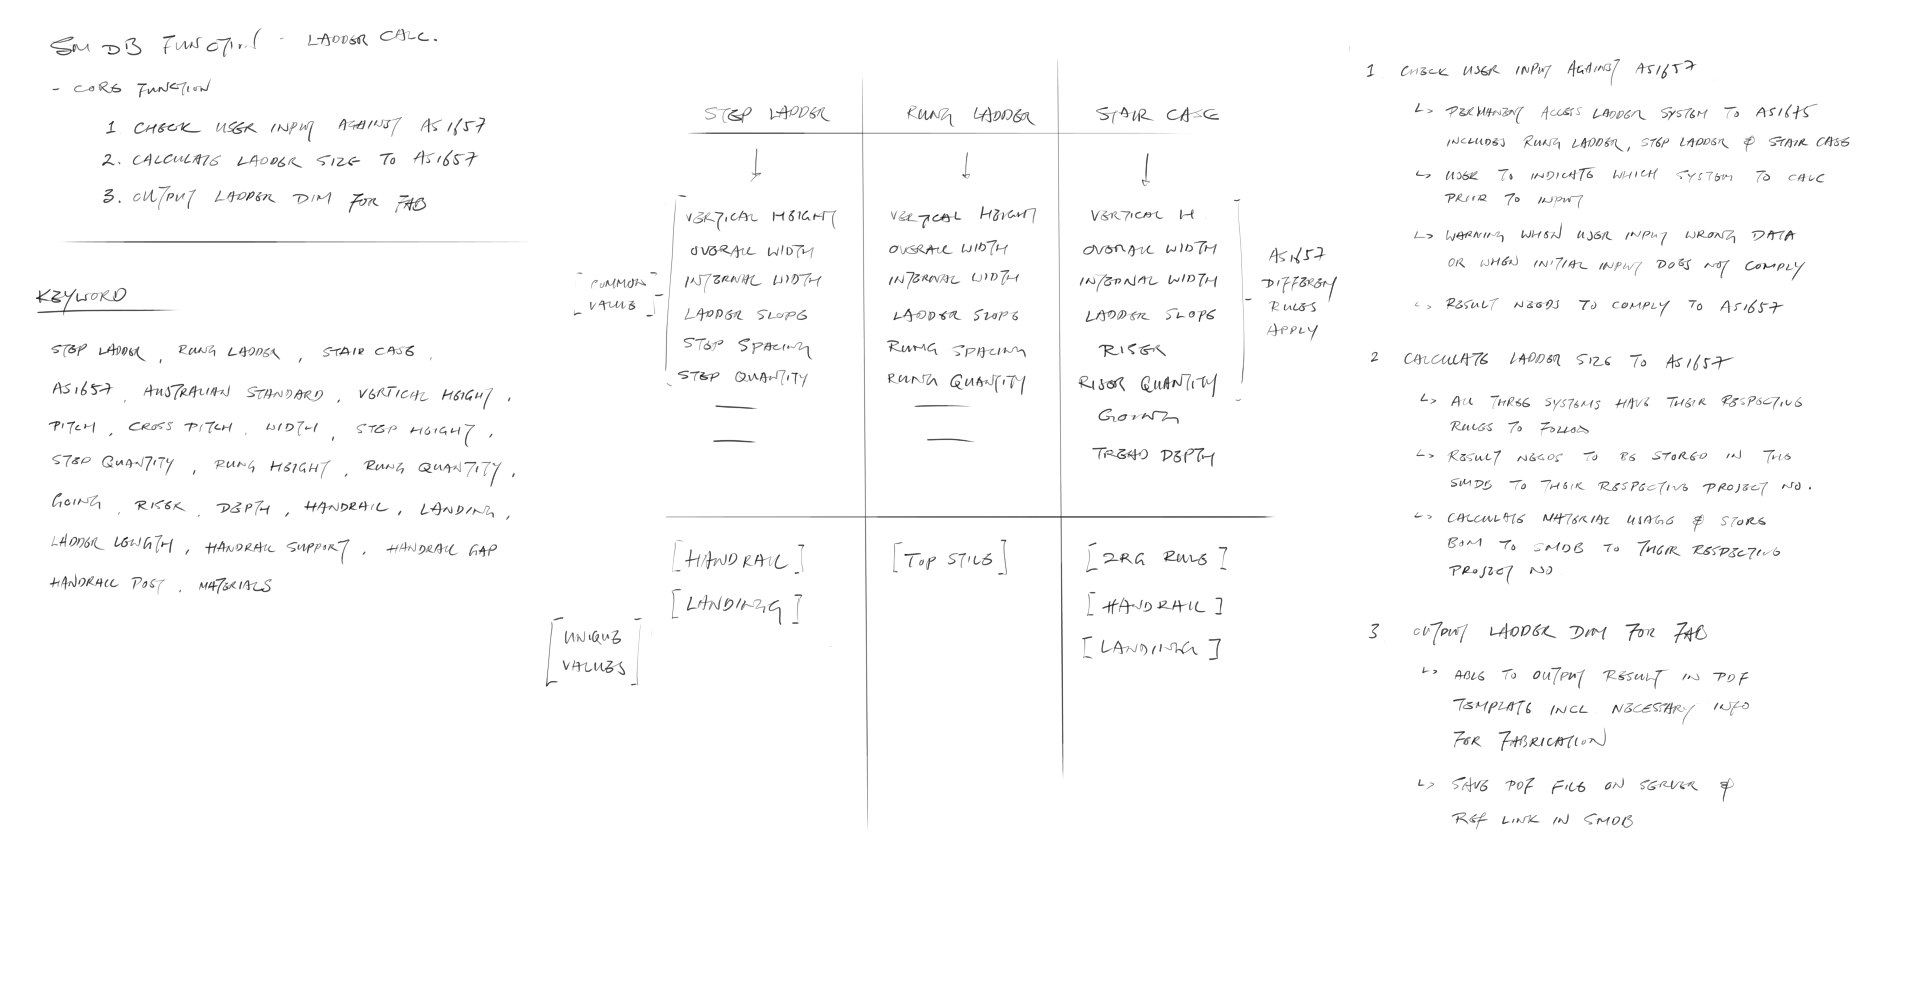 SMDB FUNCTION - LADDER CALC.
- CORE FUNCTION
1 CHECK USER INPUT AGAINST AS1657
2. CALCULATE LADDER SIZE TO AS1657
3. OUTPUT LADDER DIM FOR FAB
KEYWORD
STEP LADDER, RUNG LADDER, STAIR CASE,
AS1657, AUSTRALIAN STANDARD, VERTICAL HEIGHT,
PITCH, CROSS PITCH, WIDTH, STEP HEIGHT,
STEP QUANTITY, RUNG HEIGHT, RUNG QUANTITY,
GOING, RISER, DEPTH, HANDRAIL, LANDING,
LADDER LENGTH, HANDRAIL SUPPORT, HANDRAIL GAP
HANDRAIL POST, MATERIALS
STEP LADDER
VERTICAL HEIGHT
OVERALL WIDTH
INTERNAL WIDTH
LADDER SLOPE
STEP SPACING
STEP QUANTITY
[COMMON
VALUE]
RUNG LADDER
VERTICAL HEIGHT
OVERALL WIDTH
INTERNAL WIDTH
LADDER SLOPE
RUNG SPACING
RUNG QUANTITY
STAIR CASE
VERTICAL H.
OVERALL WIDTH
INTERNAL WIDTH
LADDER SLOPE
RISER
RISER QUANTITY
GOING
TREAD DEPTH
AS1657
DIFFERENT
RULES
APPLY
[UNIQUE
VALUES]
[HANDRAIL]
[LANDING]
[TOP STILE]
[2RG RULE]
[HANDRAIL]
[LANDING]
1 CHECK USER INPUT AGAINST AS1657
↳ PERMANENT ACCESS LADDER SYSTEM TO AS1675
INCLUDES RUNG LADDER, STEP LADDER & STAIR CASE
↳ USER TO INDICATE WHICH SYSTEM TO CALC
PRIOR TO INPUT
↳ WARNING WHEN USER INPUT WRONG DATA
OR WHEN INITIAL INPUT DOES NOT COMPLY
↳ RESULT NEEDS TO COMPLY TO AS1657
2 CALCULATE LADDER SIZE TO AS1657
↳ ALL THREE SYSTEMS HAVE THEIR RESPECTIVE
RULES TO FOLLOW
↳ RESULT NEEDS TO BE STORED IN THE
SMDB TO THEIR RESPECTIVE PROJECT NO.
↳ CALCULATE MATERIAL USAGE & STORE
BOM TO SMDB TO THEIR RESPECTIVE
PROJECT NO
3 OUTPUT LADDER DIM FOR FAB
↳ ABLE TO OUTPUT RESULT IN PDF
TEMPLATE INCL NECESTARY INFO
FOR FABRICATION
↳ SAVE PDF FILE ON SERVER &
REF LINK IN SMDB